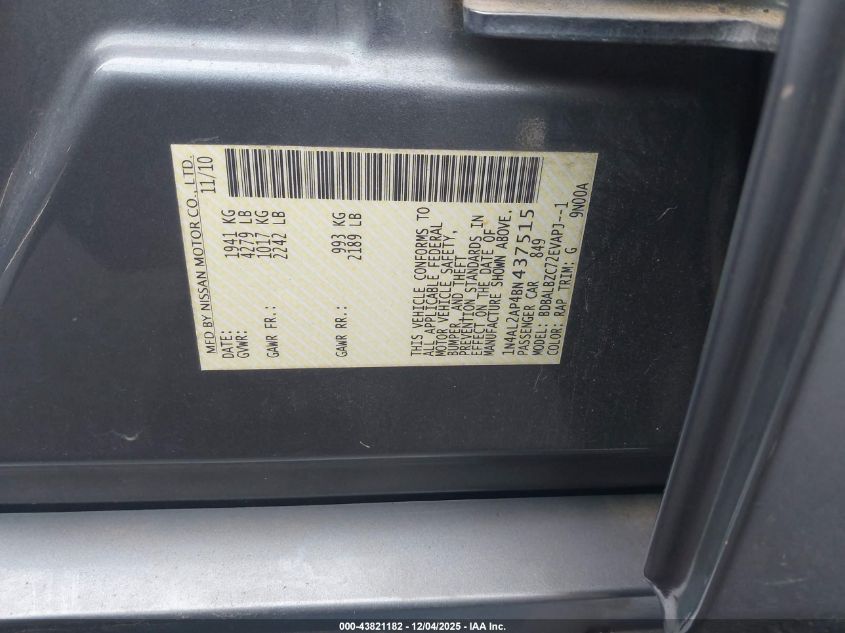 MFD BY NISSAN MOTOR CO., LTD.
DATE: 11/10
GVWR: 1941 KG
4279 LB
GAWR FR.: 1017 KG
2242 LB
GAWR RR.: 993 KG
2189 LB
THIS VEHICLE CONFORMS TO
ALL APPLICABLE FEDERAL
MOTOR VEHICLE SAFETY,
BUMPER, AND THEFT
PREVENTION STANDARDS IN
EFFECT ON THE DATE OF
MANUFACTURE SHOWN ABOVE.
1N4AL2AP4BN437515
PASSENGER CAR 849
MODEL: BDBALBZC72EVAPJ--1
COLOR: RAP TRIM: G 9N00A
000-43821182 - 12/04/2025 - IAA Inc.